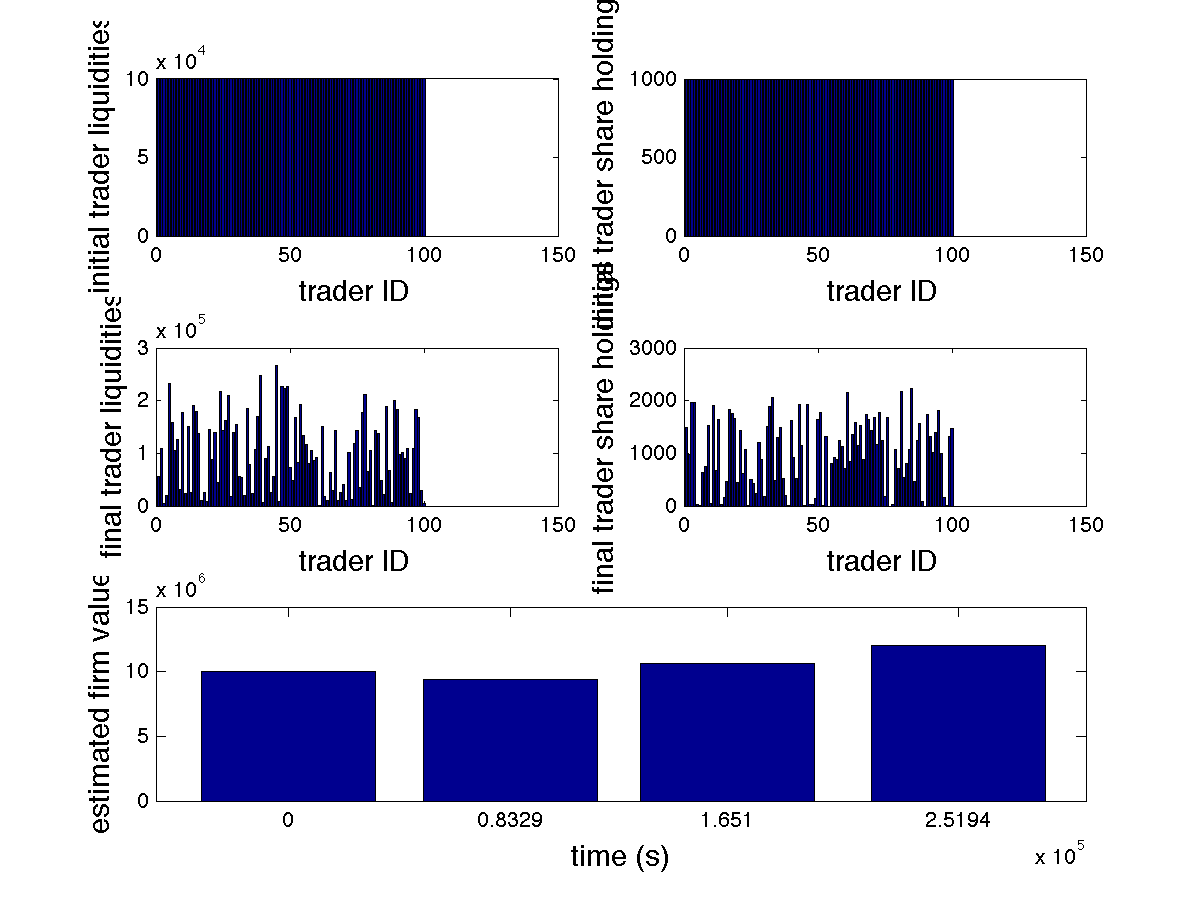 initial trader liquidities
x 10^4
10
5
0
0 50 100 150
trader ID
trader share holding
1000
500
0
0 50 100 150
trader ID
final trader liquidities
x 10^5
3
2
1
0
0 50 100 150
trader ID
final trader share
3000
2000
1000
0
0 50 100 150
trader ID
estimated firm value
x 10^6
15
10
5
0
0 0.8329 1.651 2.5194
time (s)
x 10^5